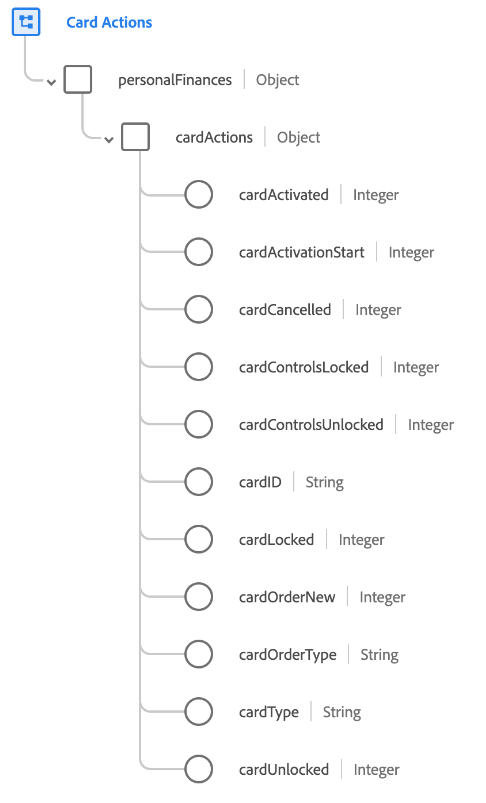 Card Actions
personalFinances Object
cardActions Object
cardActivated Integer
cardActivationStart Integer
cardCancelled Integer
cardControlsLocked Integer
cardControlsUnlocked Integer
cardID String
cardLocked Integer
cardOrderNew Integer
cardOrderType String
cardType String
cardUnlocked Integer